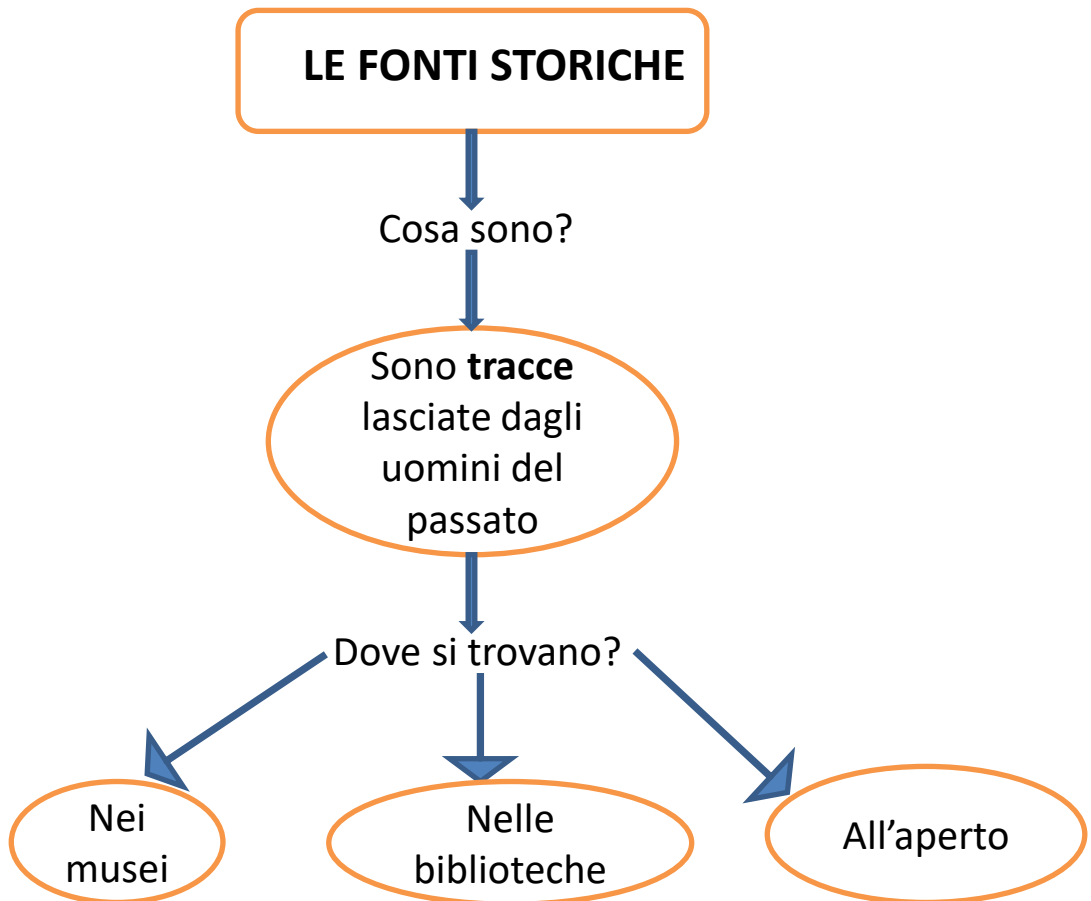 LE FONTI STORICHE
Cosa sono?
Sono tracce
lasciate dagli
uomini del
passato
Dove si trovano?
Nei
musei
Nelle
biblioteche
All’aperto